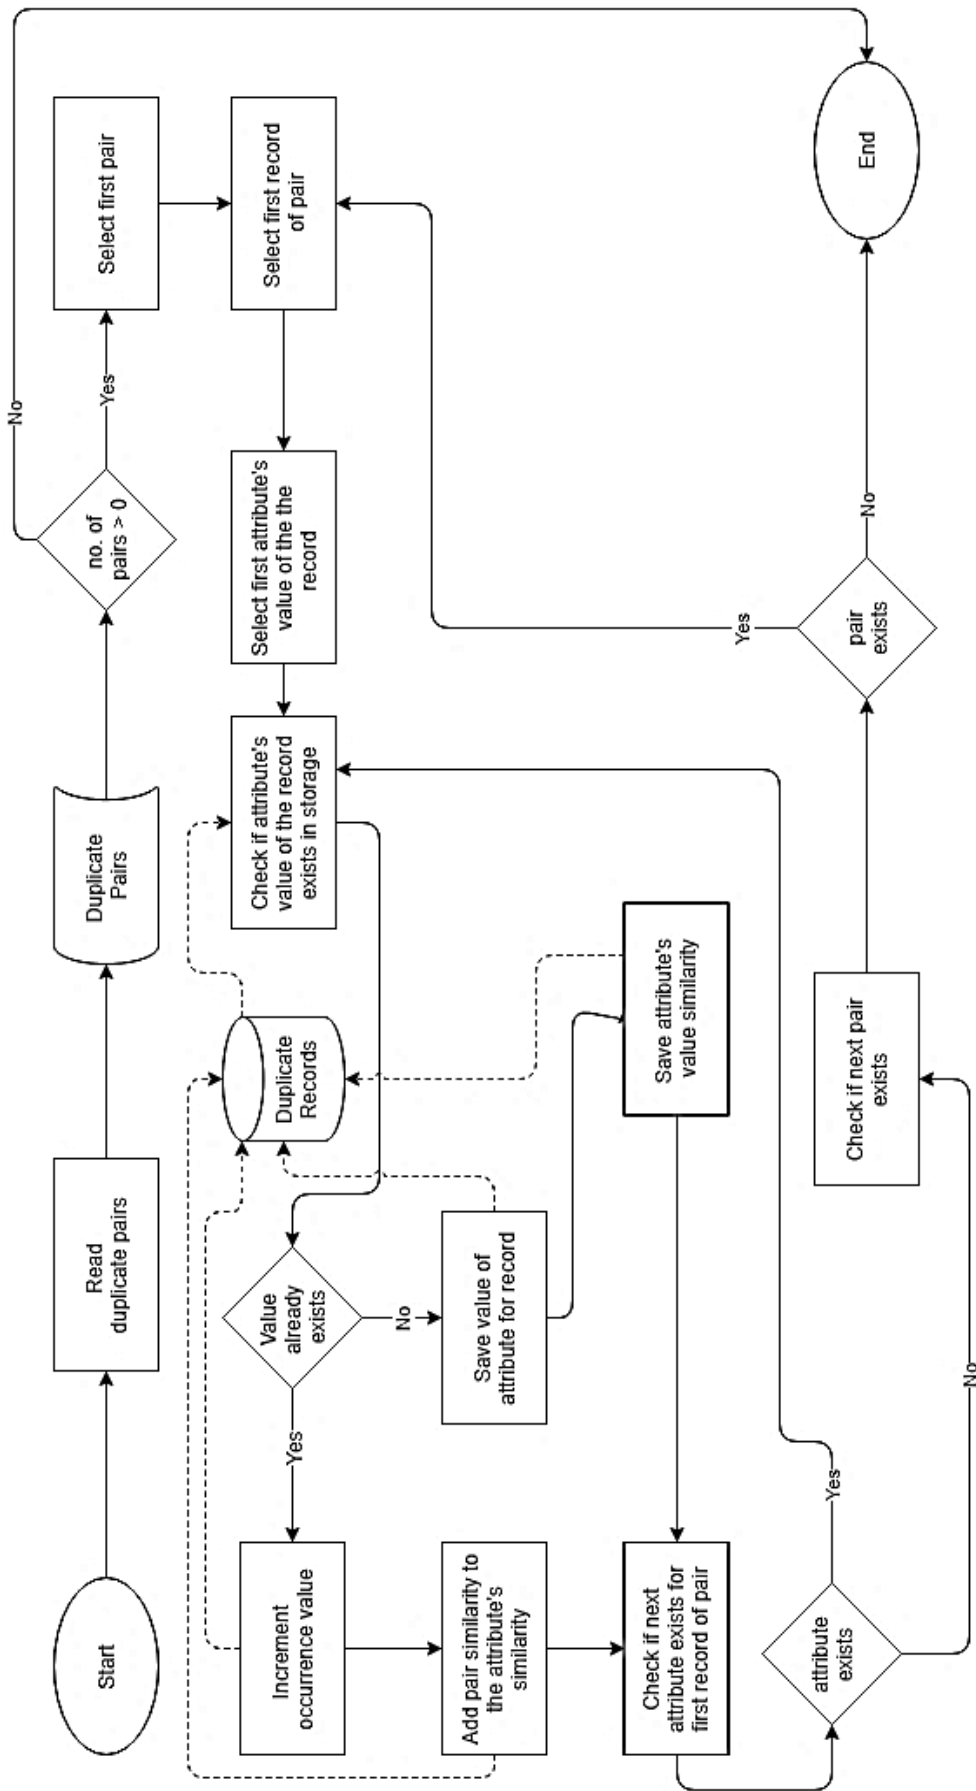 Start
Read
duplicate pairs
Duplicate
Pairs
no. of
pairs > 0
No
Yes
Select first pair
Select first record
of pair
Select first attribute's
value of the the
record
Check if attribute's
value of the record
exists in storage
Duplicate
Records
Value
already
exists
Yes
No
Increment
occurrence value
Save value of
attribute for record
Add pair similarity to
the attribute's
similarity
Save attribute's
value similarity
Check if next
attribute exists for
first record of pair
attribute
exists
Yes
No
Check if next pair
exists
pair
exists
Yes
No
End